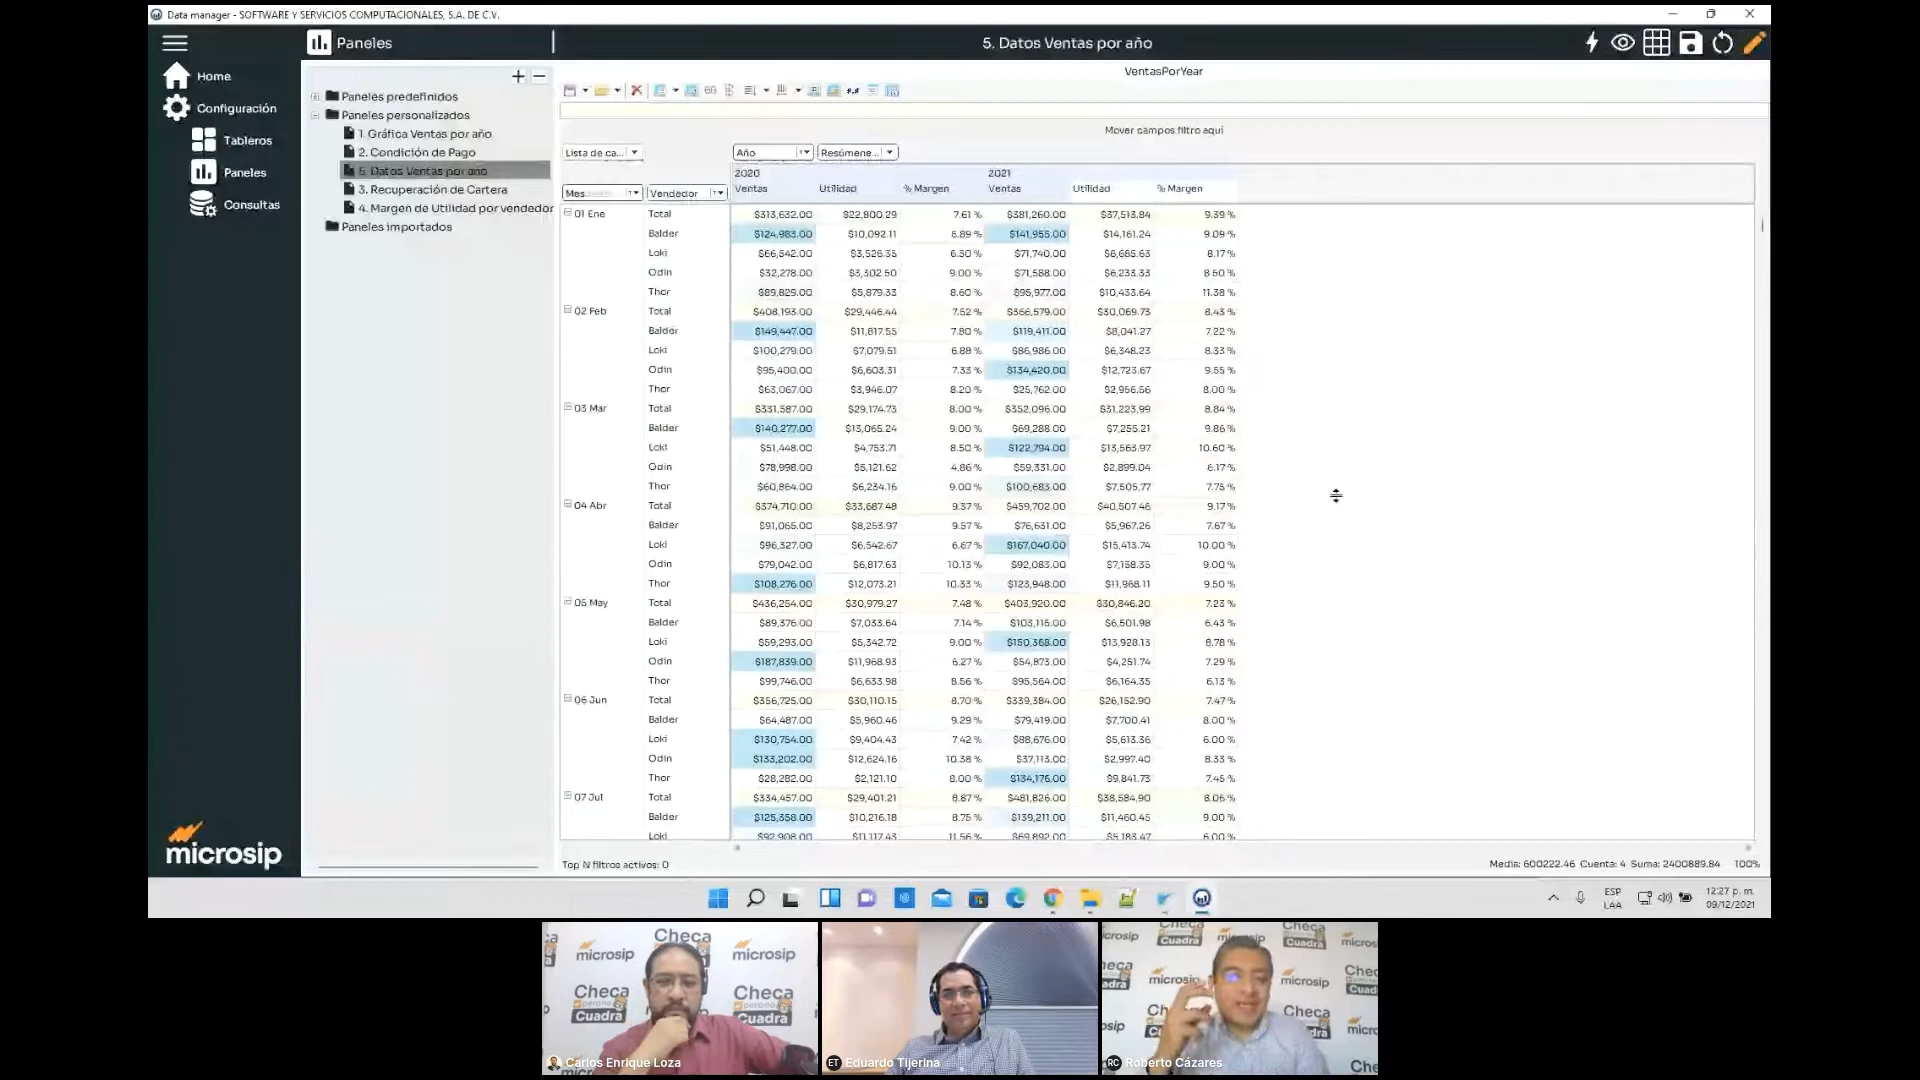 Data manager - SOFTWARE Y SERVICIOS COMPUTACIONALES, S.A. DE C.V.
Paneles
5. Datos Ventas por año
Home
Configuración
Tableros
Paneles
Consultas
microsip
Paneles predefinidos
Paneles personalizados
1. Gráfica Ventas por año
2. Condición de Pago
5. Datos Ventas por año
3. Recuperación de Cartera
4. Margen de Utilidad por vendedor
Paneles importados
VentasPorYear
Mover campos filtro aquí
Lista de ca...
Año
Resúmene...
2020 2021
Mes Vendedor Ventas Utilidad % Margen Ventas Utilidad % Margen
01 Ene Total $313,632.00 $22,800.29 7.61 % $381,260.00 $37,513.84 9.39 %
Balder $124,983.00 $10,092.11 $141,955.00 $14,161.24 9.09 %
Loki $66,542.00 $3,526.35 6.50 % $71,740.00 $6,685.63 8.17 %
Odin $32,278.00 $3,302.50 9.00 % $71,588.00 $6,233.33 8.50 %
Thor $89,829.00 $5,879.33 8.60 % $95,977.00 $10,433.64 11.38 %
02 Feb Total $408,193.00 $29,446.44 7.52 % $366,579.00 $30,069.73 8.43 %
Balder $149,447.00 $11,817.55 7.80 % $119,411.00 $8,041.27 7.22 %
Loki $100,279.00 $7,079.51 6.88 % $86,986.00 $6,348.23 8.33 %
Odin $95,400.00 $6,603.31 7.33 % $134,420.00 $12,723.67 9.55 %
Thor $63,067.00 $3,946.07 8.20 % $25,762.00 $2,956.56 8.00 %
03 Mar Total $331,587.00 $29,174.73 8.00 % $352,096.00 $31,223.99 8.84 %
Balder $140,277.00 $13,065.24 9.00 % $69,288.00 $7,255.21 9.86 %
Loki $51,448.00 $4,753.71 8.50 % $122,794.00 $13,563.97 10.60 %
Odin $78,998.00 $5,121.62 4.86 % $59,331.00 $2,899.04 6.17 %
Thor $60,864.00 $6,234.16 9.00 % $100,683.00 $7,505.77 7.75 %
04 Abr Total $374,710.00 $33,687.48 9.37 % $459,702.00 $40,507.46 9.17 %
Balder $91,065.00 $8,253.97 9.57 % $76,631.00 $5,967.26 7.67 %
Loki $96,327.00 $6,542.67 6.67 % $167,040.00 $15,413.74 10.00 %
Odin $79,042.00 $6,817.63 10.13 % $92,083.00 $7,158.35 9.00 %
Thor $108,276.00 $12,073.21 10.33 % $123,948.00 $11,968.11 9.50 %
05 May Total $436,254.00 $30,979.27 7.48 % $403,920.00 $30,846.20 7.23 %
Balder $89,376.00 $7,033.64 7.14 % $103,115.00 $6,501.98 6.43 %
Loki $59,293.00 $5,342.72 9.00 % $150,368.00 $13,928.13 8.78 %
Odin $187,839.00 $11,968.93 6.27 % $54,873.00 $4,251.74 7.29 %
Thor $99,746.00 $6,633.98 8.56 % $95,564.00 $6,164.35 6.13 %
06 Jun Total $356,725.00 $30,110.15 8.70 % $339,384.00 $26,152.90 7.47 %
Balder $64,487.00 $5,960.46 9.29 % $79,419.00 $7,700.41 8.00 %
Loki $130,754.00 $9,404.43 7.42 % $88,676.00 $5,613.36 6.00 %
Odin $133,202.00 $12,624.16 10.38 % $37,113.00 $2,997.40 8.33 %
Thor $28,282.00 $2,121.10 8.00 % $134,176.00 $9,841.73 7.45 %
07 Jul Total $334,457.00 $29,401.21 8.87 % $481,826.00 $38,584.90 8.06 %
Balder $125,358.00 $10,216.18 8.75 % $139,211.00 $11,460.45 9.00 %
Loki $92,908.00 $11,117.43 11.56 % $69,892.00 $5,183.47 6.00 %
Top N filtros activos: 0
Media: 600222.46 Cuenta: 4 Suma: 2400889.84 100%
ESP
LAA
12:27 p. m.
09/12/2021
Checa
microsip
microsip
Checa
Cuadra
Checa
Cuadra
Carlos Enrique Loza
ET Eduardo Tijerina
Cuadra
Cuadra
microsip
microsip
RC Roberto Cázares